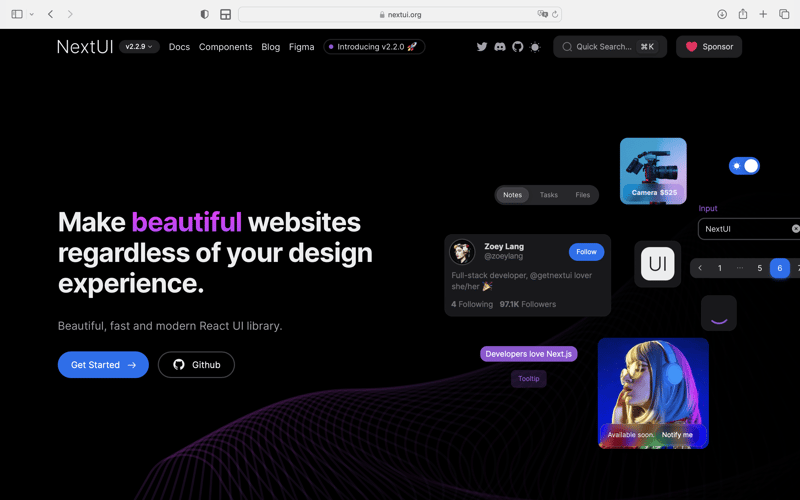 nextui.org
NextUI
v2.2.9
Docs
Components
Blog
Figma
Introducing v2.2.0 🚀
Quick Search...
⌘K
Sponsor
Make beautiful websites
regardless of your design
experience.
Beautiful, fast and modern React UI library.
Get Started →
Github
Notes
Tasks
Files
Camera $525
Input
NextUI
Zoey Lang
@zoeylang
Follow
Full-stack developer, @getnextui lover
she/her 🎉
4 Following 97.1K Followers
UI
1 ... 5 6 7
Developers love Next.js
Tooltip
Available soon.
Notify me